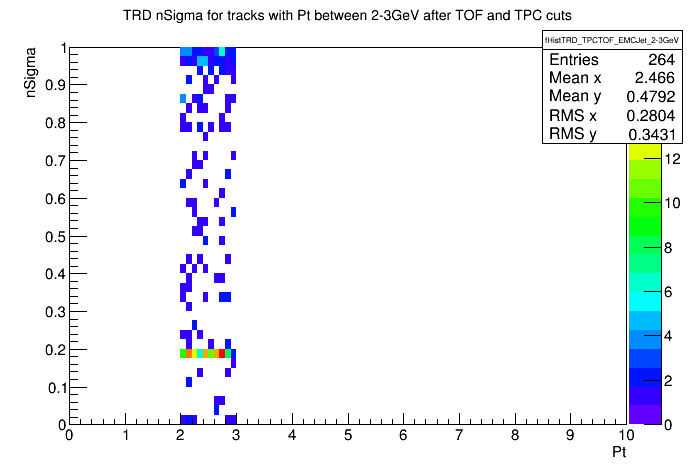 TRD nSigma for tracks with Pt between 2-3GeV after TOF and TPC cuts
fHistTRD_TPCTOF_EMCJet_2-3GeV
Entries 264
Mean x 2.466
Mean y 0.4792
RMS x 0.2804
RMS y 0.3431
nSigma
1
0.9
0.8
0.7
0.6
0.5
0.4
0.3
0.2
0.1
0
12
10
8
6
4
2
0
0 1 2 3 4 5 6 7 8 9 10
Pt